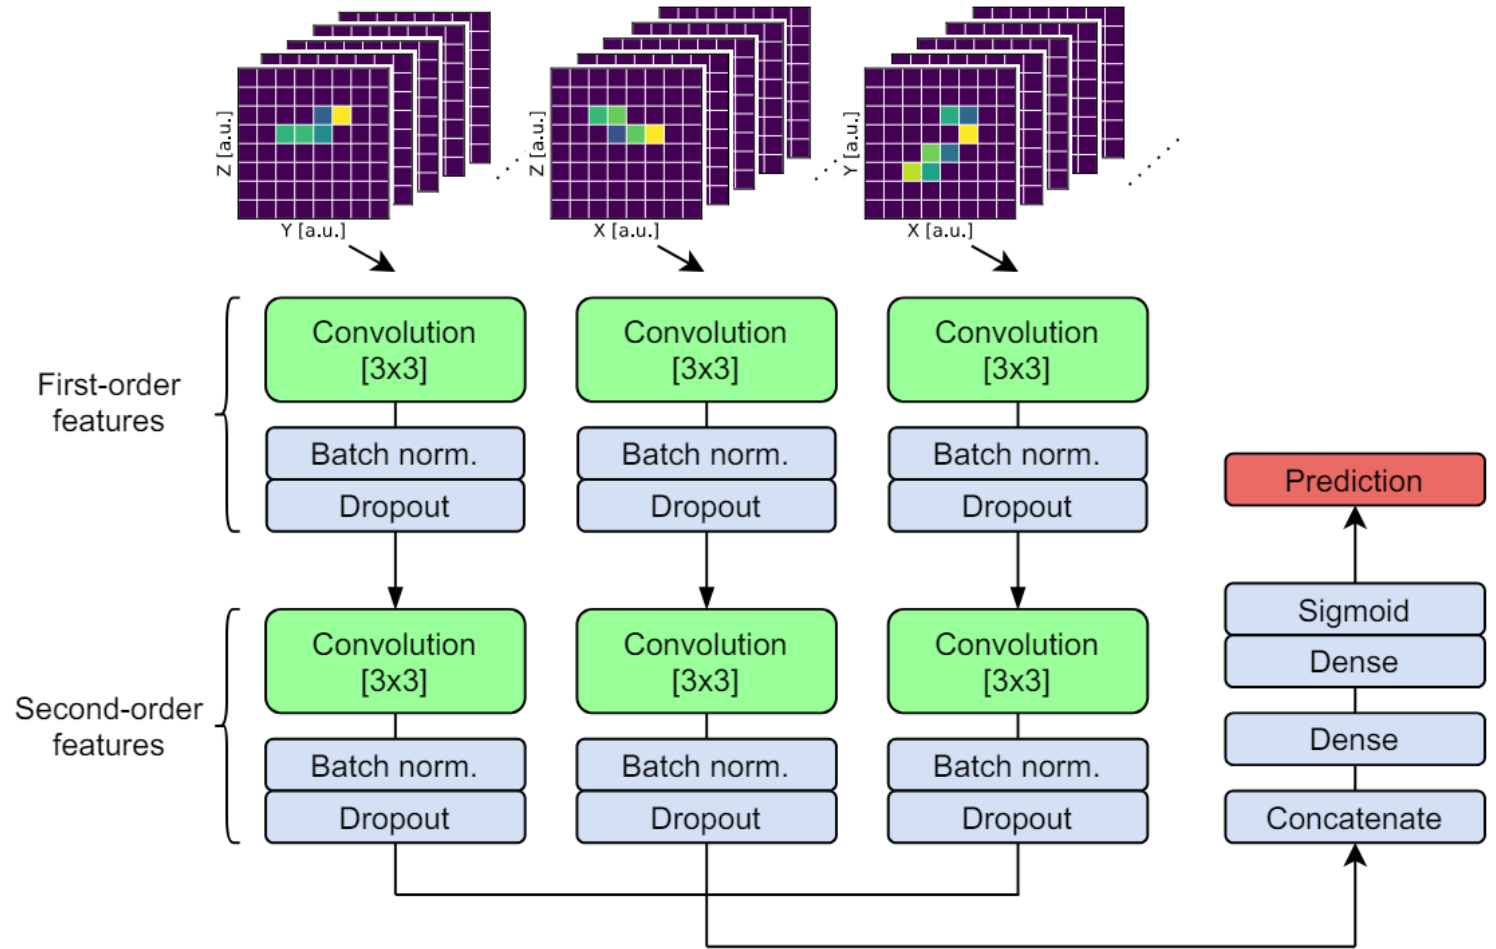 Z [a.u.]
Y [a.u.]
Z [a.u.]
X [a.u.]
Y [a.u.]
X [a.u.]
First-order
features
Convolution
[3x3]
Batch norm.
Dropout
Convolution
[3x3]
Batch norm.
Dropout
Convolution
[3x3]
Batch norm.
Dropout
Second-order
features
Convolution
[3x3]
Batch norm.
Dropout
Convolution
[3x3]
Batch norm.
Dropout
Convolution
[3x3]
Batch norm.
Dropout
Prediction
Sigmoid
Dense
Dense
Concatenate